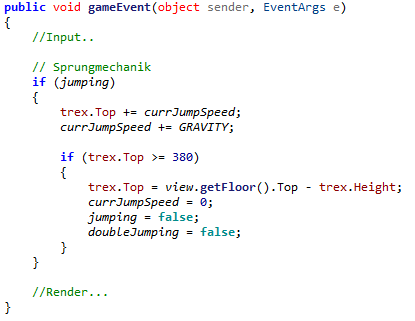 public void gameEvent(object sender, EventArgs e)
{
    //Input..

    // Sprungmechanik
    if (jumping)
    {
        trex.Top += currJumpSpeed;
        currJumpSpeed += GRAVITY;

        if (trex.Top >= 380)
        {
            trex.Top = view.getFloor().Top - trex.Height;
            currJumpSpeed = 0;
            jumping = false;
            doubleJumping = false;
        }
    }

    //Render...
}